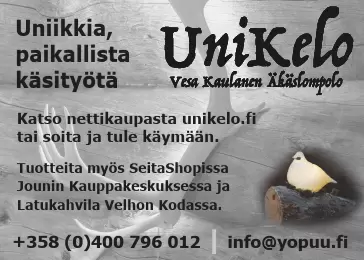 Uniikkia,
paikallista
käsityötä
UniKelo
Vesa Kaulanen Äkäslompolo
Katso nettikaupasta unikelo.fi
tai soita ja tule käymään.
Tuotteita myös SeitaShopissa
Jounin Kauppakeskuksessa ja
Latukahvila Velhon Kodassa.
+358 (0)400 796 012 | info@yopuu.fi